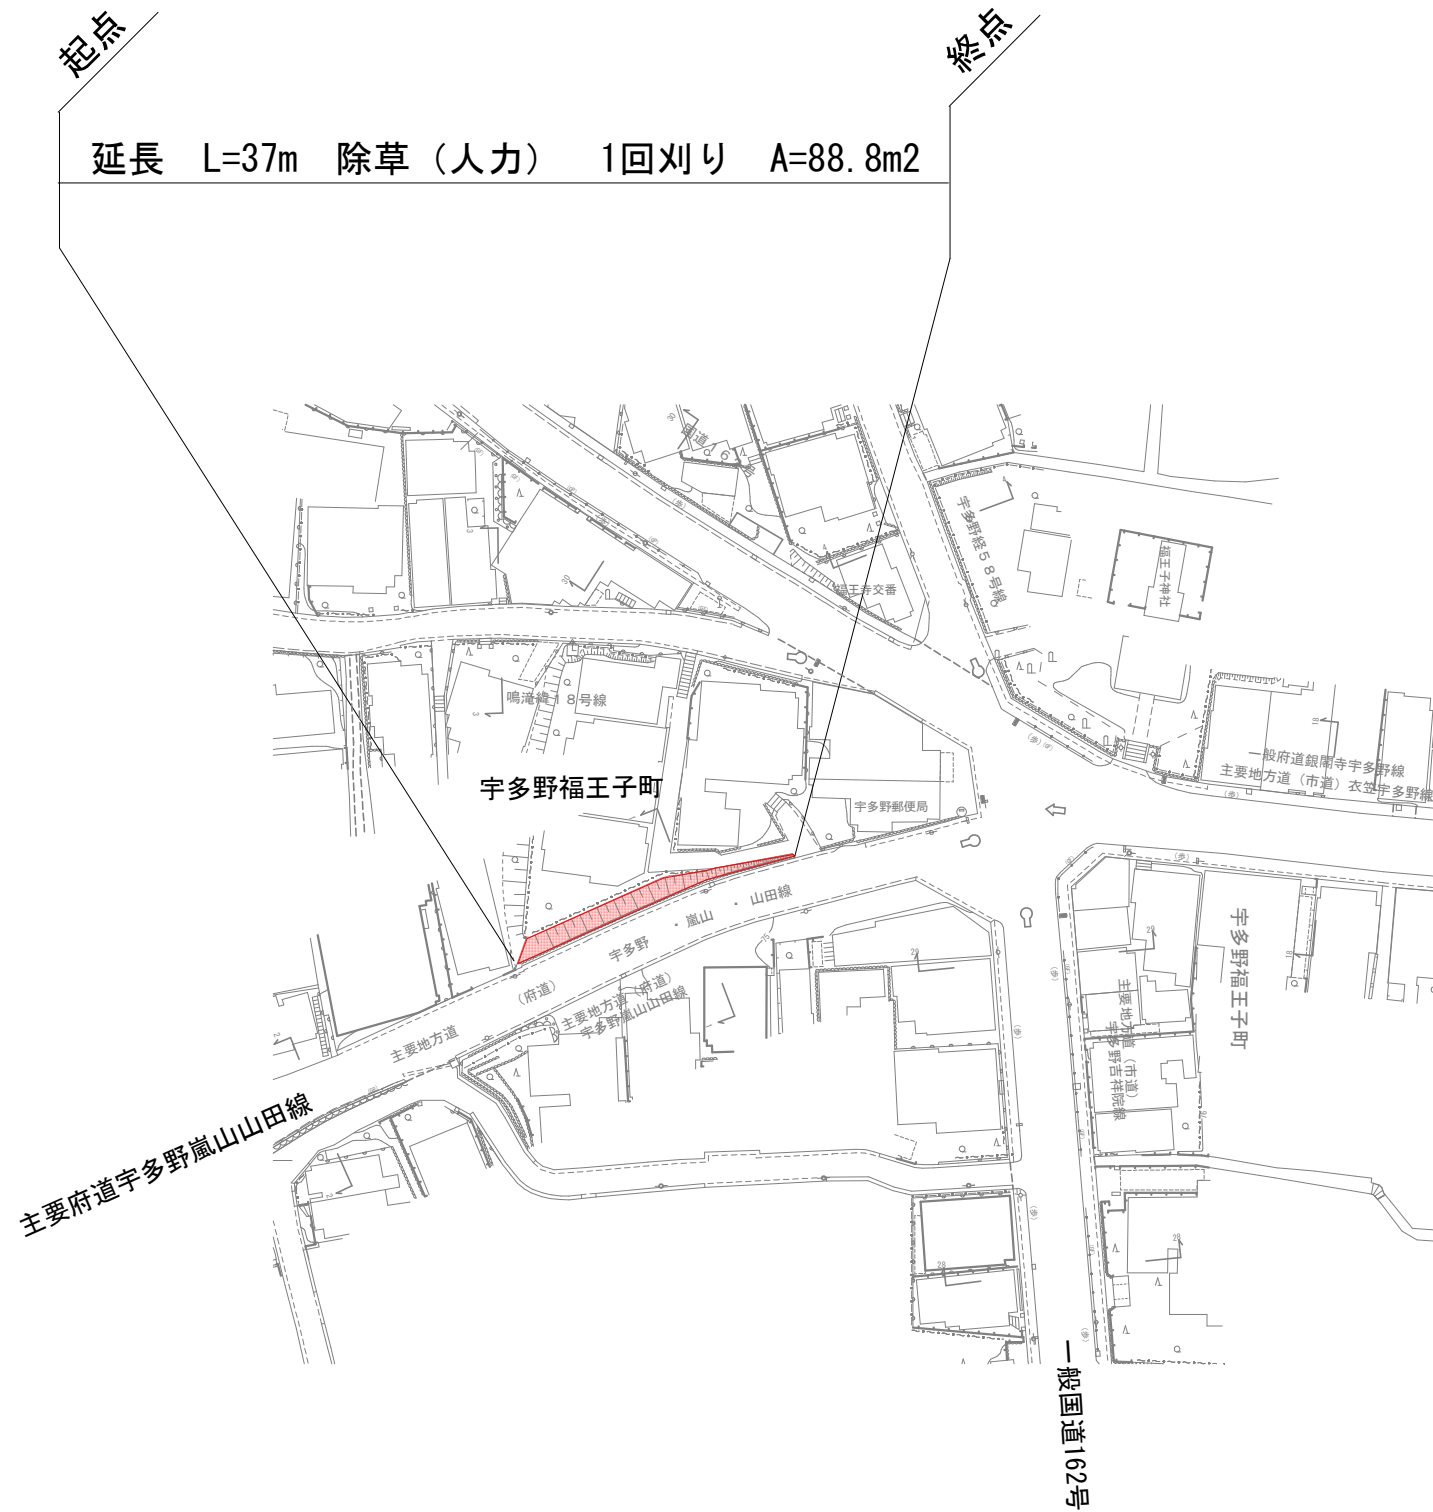 起点
終点
延長　L=37m　除草（人力）　1回刈り　A=88.8m2
宇多野経58号線
福王子神社
福王寺交番
鳴滝緯18号線
宇多野福王子町
宇多野郵便局
一般府道銀閣寺宇多野線
主要地方道（市道）衣笠宇多野線
主要地方道　（府道）　宇多野　・　嵐山　・　山田線
主要地方道（府道）
宇多野嵐山山田線
宇多野福王子町
主要地方道（市道）
宇多野吉祥院線
主要府道宇多野嵐山山田線
一般国道162号